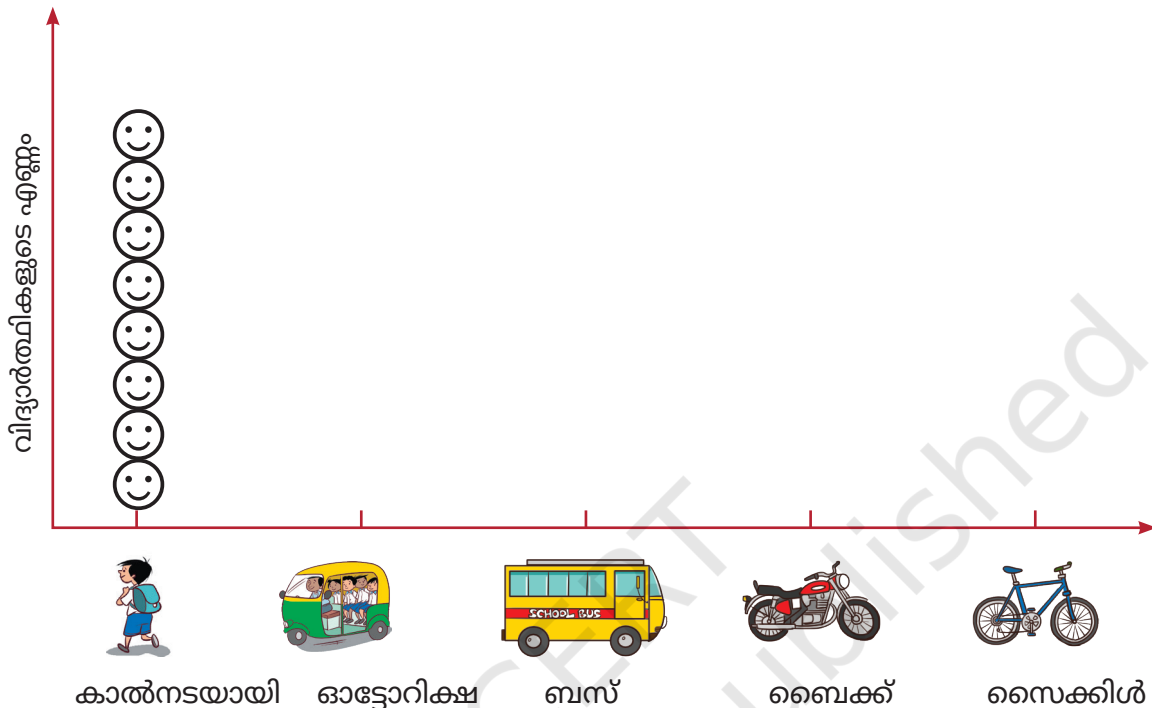 വിദ്യാർത്ഥികളുടെ എണ്ണം
SCHOOL BUS
കാൽനടയായി ഓട്ടോറിക്ഷ ബസ് ബൈക്ക് സൈക്കിൾ